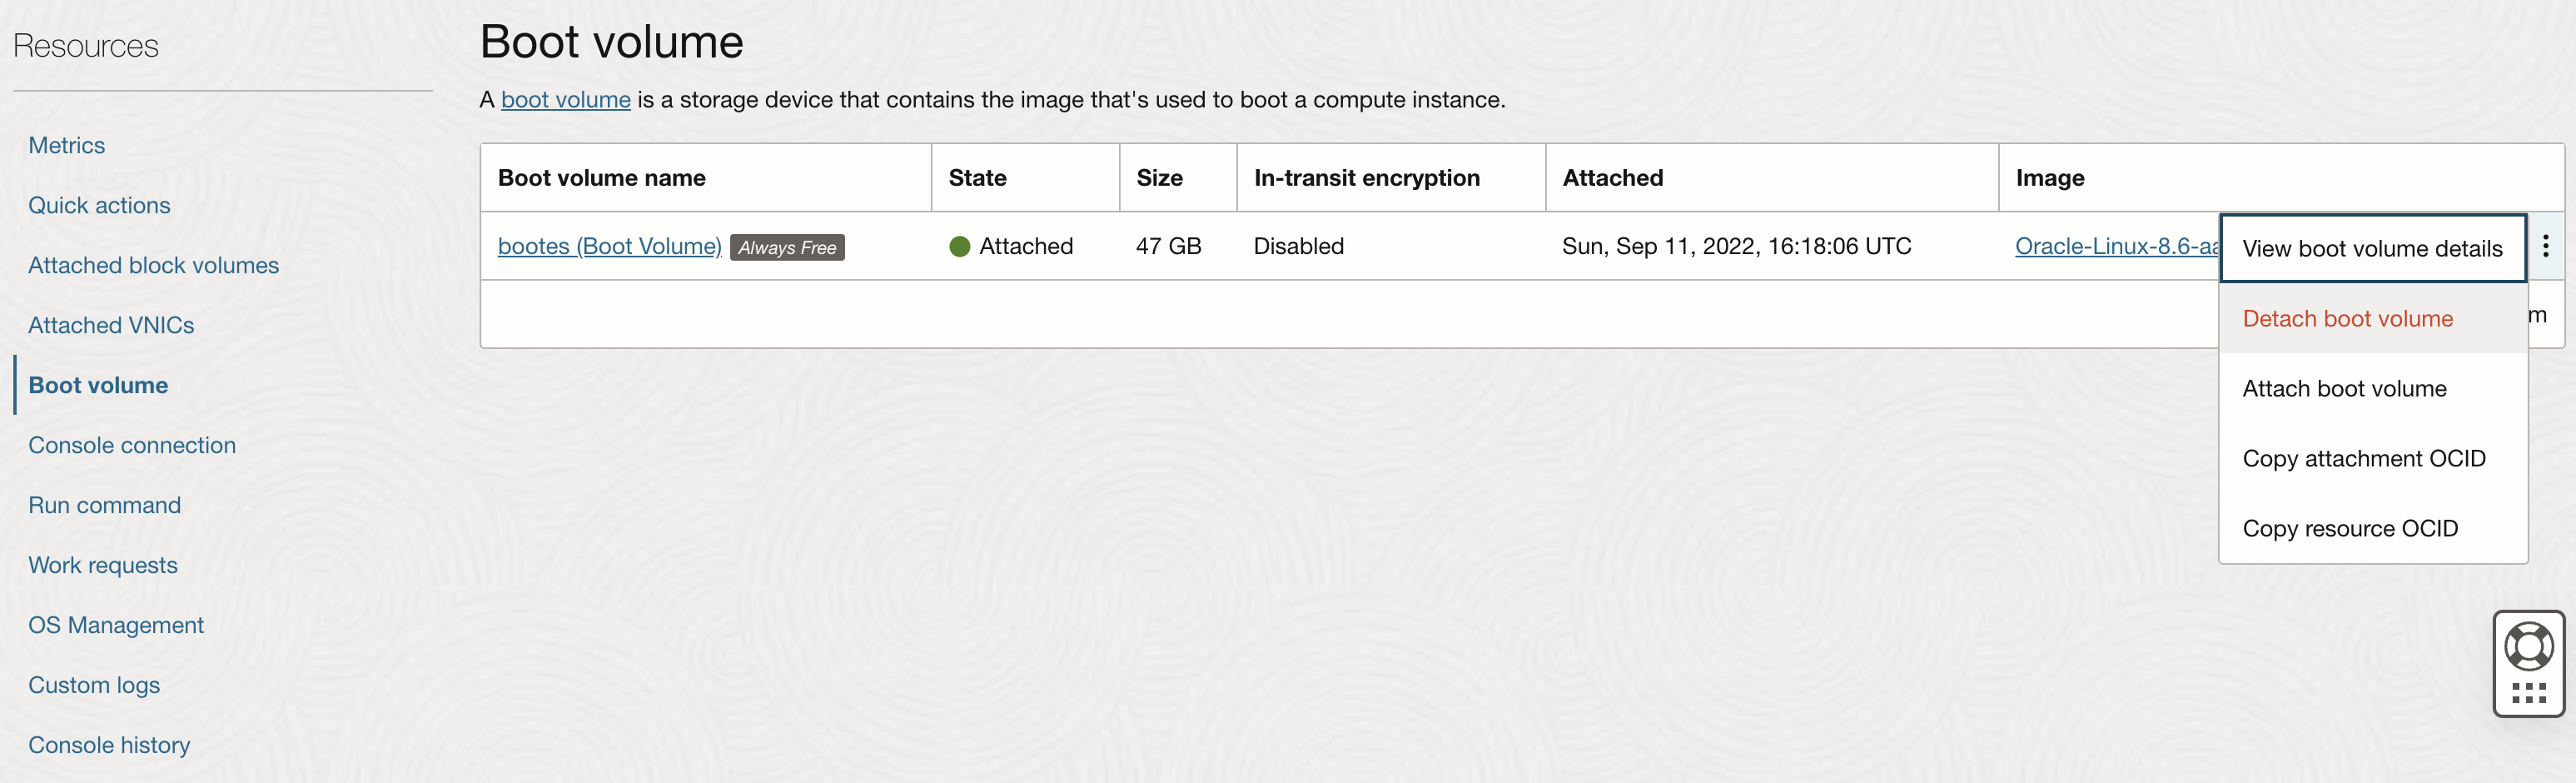 Resources
Metrics
Quick actions
Attached block volumes
Attached VNICs
Boot volume
Console connection
Run command
Work requests
OS Management
Custom logs
Console history
Boot volume
A boot volume is a storage device that contains the image that's used to boot a compute instance.
Boot volume name State Size In-transit encryption Attached Image
bootes (Boot Volume) Always Free Attached 47 GB Disabled Sun, Sep 11, 2022, 16:18:06 UTC Oracle-Linux-8.6-aa
View boot volume details
Detach boot volume
Attach boot volume
Copy attachment OCID
Copy resource OCID